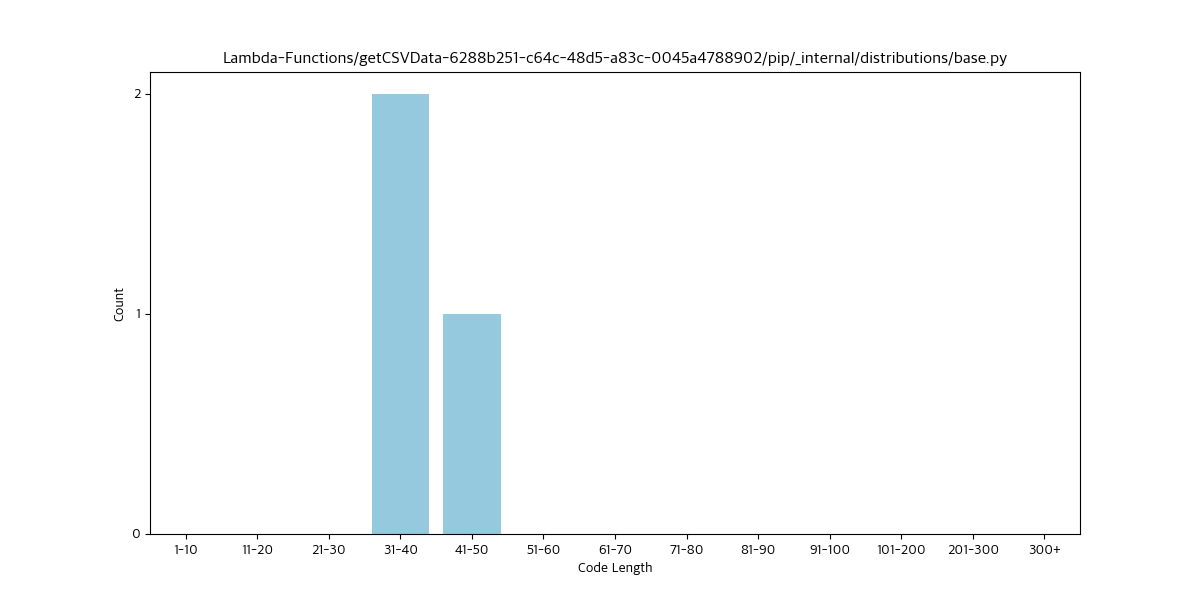 Lambda-Functions/getCSVData-6288b251-c64c-48d5-a83c-0045a4788902/pip/_internal/distributions/base.py
2
1
0
Count
1-10 11-20 21-30 31-40 41-50 51-60 61-70 71-80 81-90 91-100 101-200 201-300 300+
Code Length